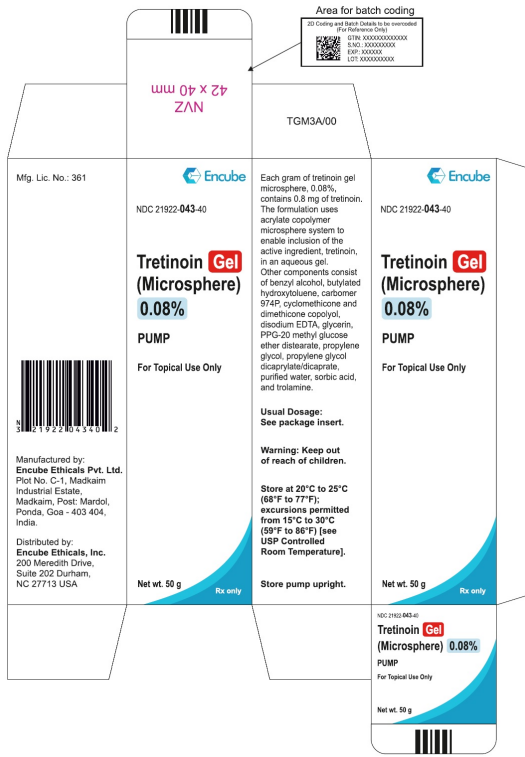 Area for batch coding
2D Coding and Batch Details to be overcoded
(For Reference Only)
GTIN: XXXXXXXXXXXXXX
S.NO.: XXXXXXXXXX
EXP.: XXXXXX
LOT: XXXXXXXXXX
NVZ
42 x 40 mm
TGM3A/00
Mfg. Lic. No.: 361
N
3 21922 04340 2
Manufactured by:
Encube Ethicals Pvt. Ltd.
Plot No. C-1, Madkaim
Industrial Estate,
Madkaim, Post: Mardol,
Ponda, Goa - 403 404,
India.
Distributed by:
Encube Ethicals, Inc.
200 Meredith Drive,
Suite 202 Durham,
NC 27713 USA
Encube
NDC 21922-043-40
Tretinoin Gel
(Microsphere)
0.08%
PUMP
For Topical Use Only
Net wt. 50 g
Rx only
Each gram of tretinoin gel
microsphere, 0.08%,
contains 0.8 mg of tretinoin.
The formulation uses
acrylate copolymer
microsphere system to
enable inclusion of the
active ingredient, tretinoin,
in an aqueous gel.
Other components consist
of benzyl alcohol, butylated
hydroxytoluene, carbomer
974P, cyclomethicone and
dimethicone copolyol,
disodium EDTA, glycerin,
PPG-20 methyl glucose
ether distearate, propylene
glycol, propylene glycol
dicaprylate/dicaprate,
purified water, sorbic acid,
and trolamine.
Usual Dosage:
See package insert.
Warning: Keep out
of reach of children.
Store at 20°C to 25°C
(68°F to 77°F);
excursions permitted
from 15°C to 30°C
(59°F to 86°F) [see
USP Controlled
Room Temperature].
Store pump upright.
Encube
NDC 21922-043-40
Tretinoin Gel
(Microsphere)
0.08%
PUMP
For Topical Use Only
Net wt. 50 g
Rx only
NDC 21922-043-40
Tretinoin Gel
(Microsphere) 0.08%
PUMP
For Topical Use Only
Net wt. 50 g